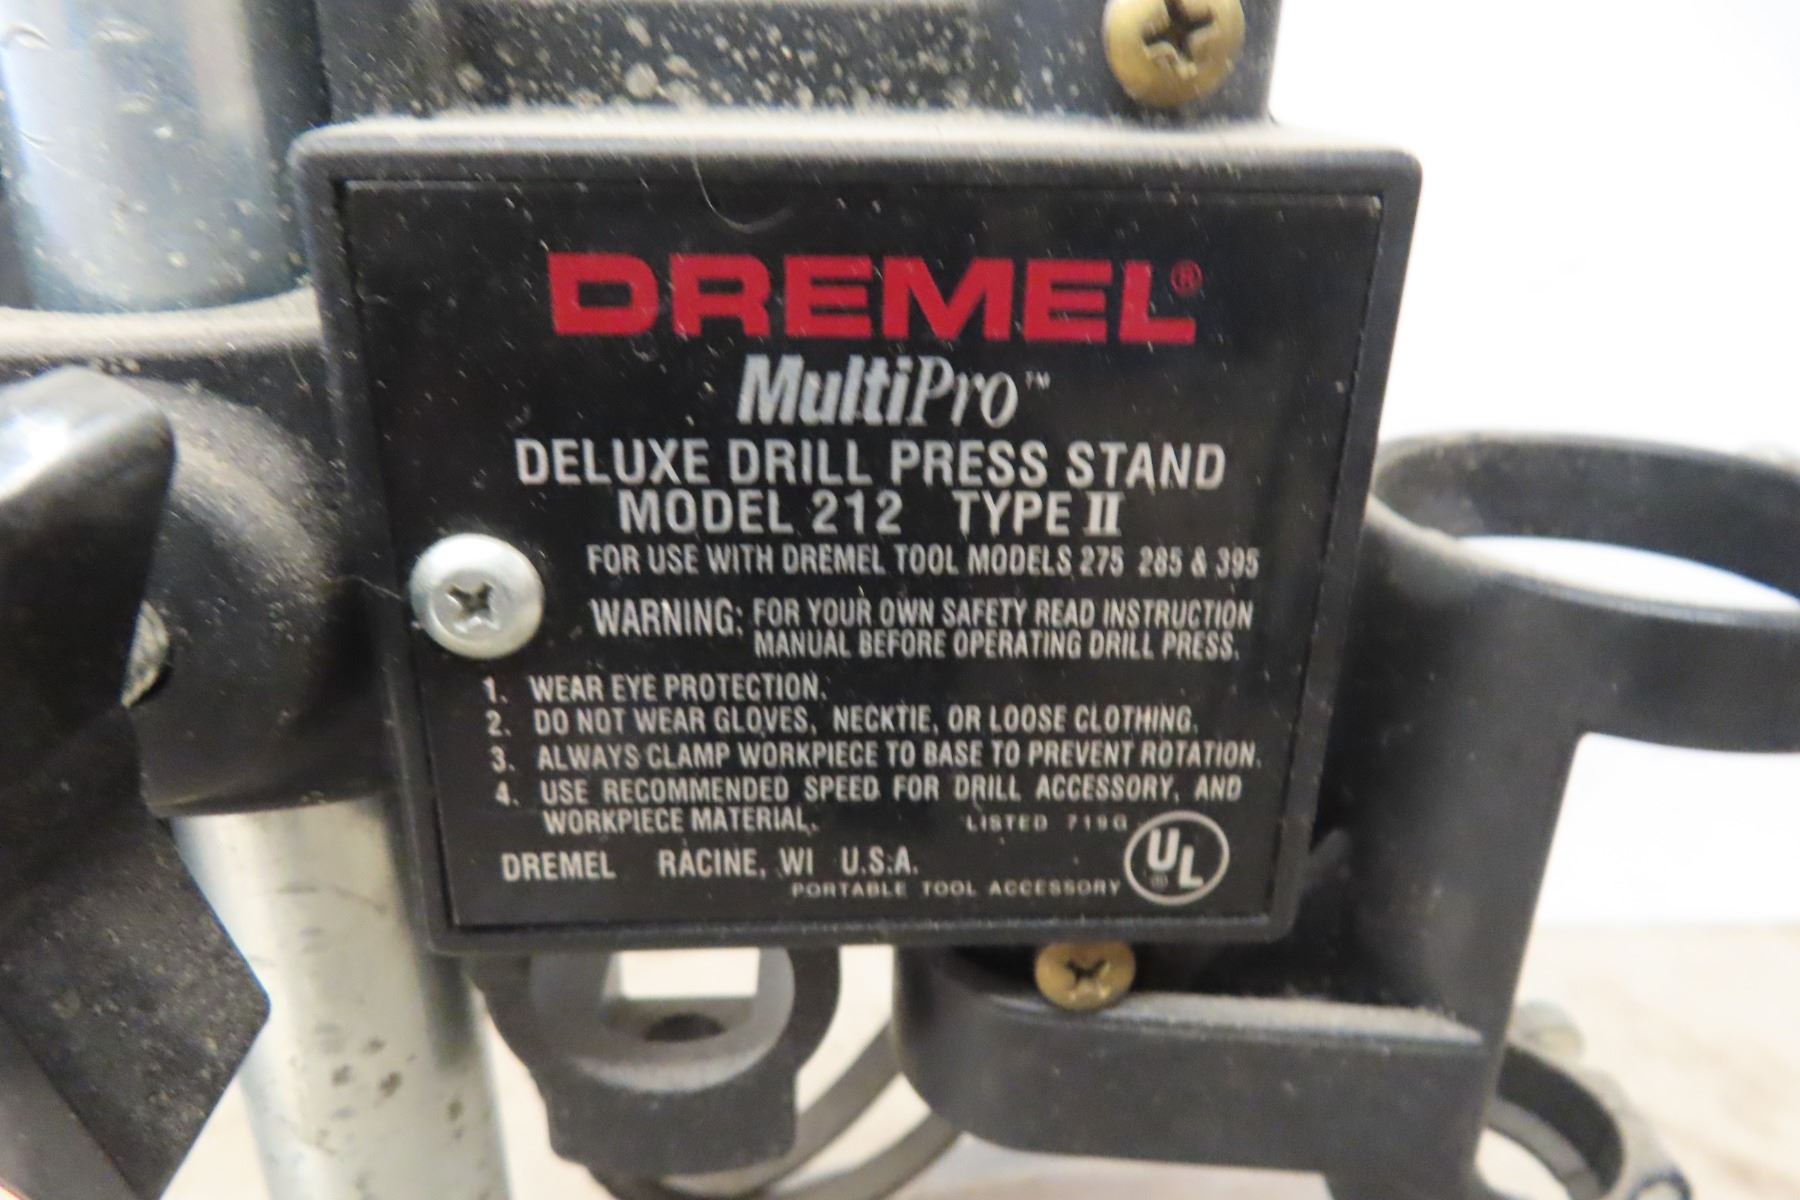 DREMEL®
MultiPro™
DELUXE DRILL PRESS STAND
MODEL 212 TYPE II
FOR USE WITH DREMEL TOOL MODELS 275 285 & 395
WARNING: FOR YOUR OWN SAFETY READ INSTRUCTION
MANUAL BEFORE OPERATING DRILL PRESS.
1. WEAR EYE PROTECTION.
2. DO NOT WEAR GLOVES, NECKTIE, OR LOOSE CLOTHING.
3. ALWAYS CLAMP WORKPIECE TO BASE TO PREVENT ROTATION.
4. USE RECOMMENDED SPEED FOR DRILL ACCESSORY, AND
WORKPIECE MATERIAL.
LISTED 719G
UL®
DREMEL RACINE, WI U.S.A.
PORTABLE TOOL ACCESSORY